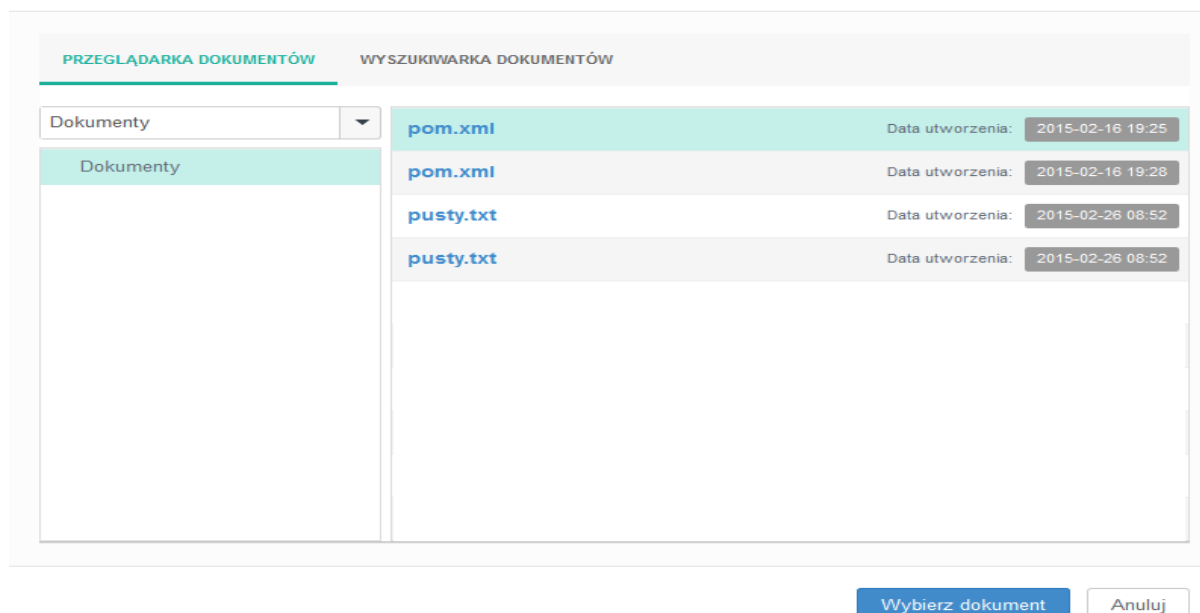 PRZEGLĄDARKA DOKUMENTÓW WYSZUKIWARKA DOKUMENTÓW
Dokumenty
Dokumenty
pom.xml Data utworzenia: 2015-02-16 19:25
pom.xml Data utworzenia: 2015-02-16 19:28
pusty.txt Data utworzenia: 2015-02-26 08:52
pusty.txt Data utworzenia: 2015-02-26 08:52
Wybierz dokument Anuluj